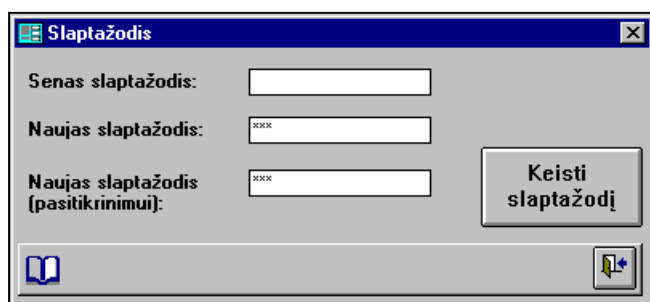 Slaptažodis
Senas slaptažodis:
Naujas slaptažodis:
***
Naujas slaptažodis
(pasitikrinimui):
***
Keisti
slaptažodį